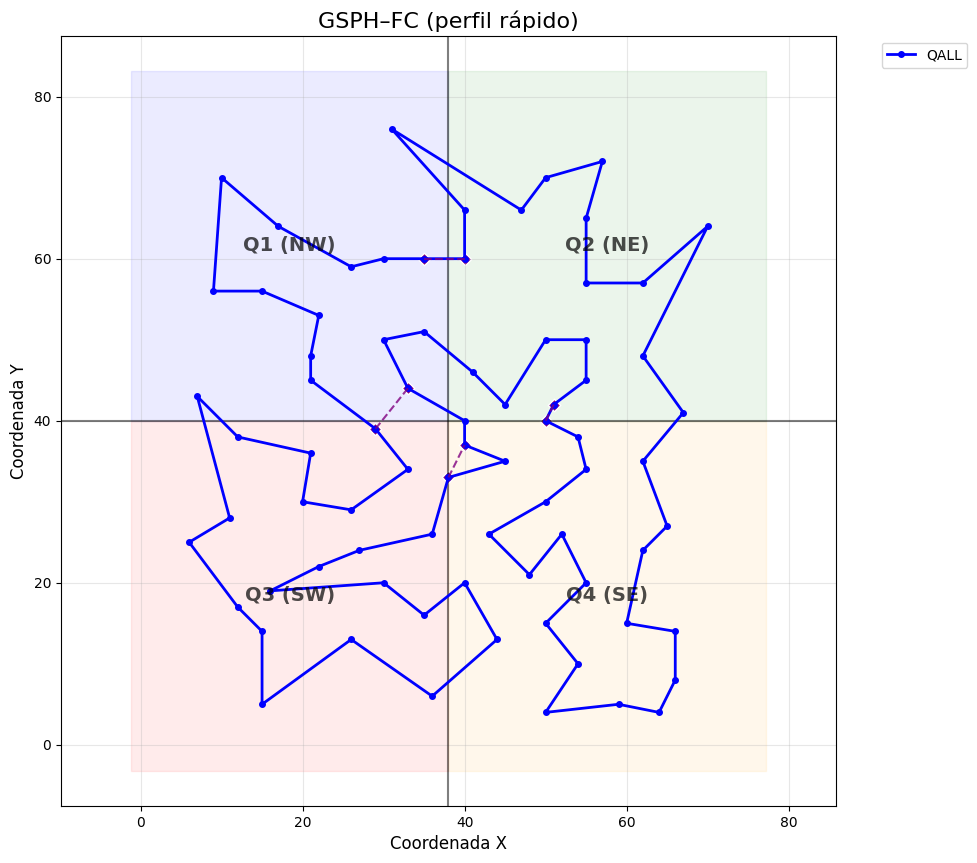 GSPH–FC (perfil rápido)
QALL
80
60
40
20
0
Coordenada Y
Q1 (NW)
Q2 (NE)
Q3 (SW)
Q4 (SE)
0
20
40
60
80
Coordenada X